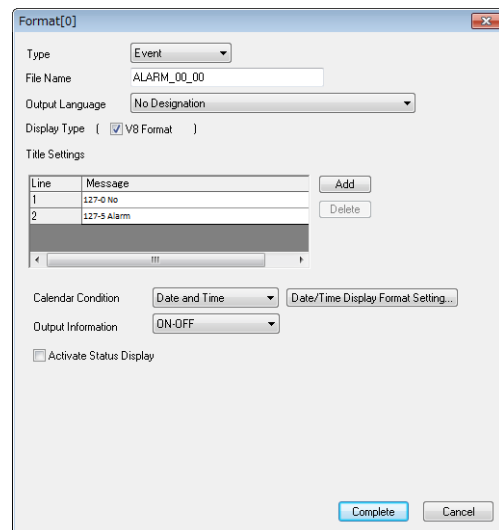 Format[0]
Type Event
File Name ALARM_00_00
Output Language No Designation
Display Type ( V8 Format )
Title Settings
Line Message
1 127-0 No
2 127-5 Alarm
Add
Delete
Calendar Condition Date and Time Date/Time Display Format Setting...
Output Information ON-OFF
Activate Status Display
Complete Cancel